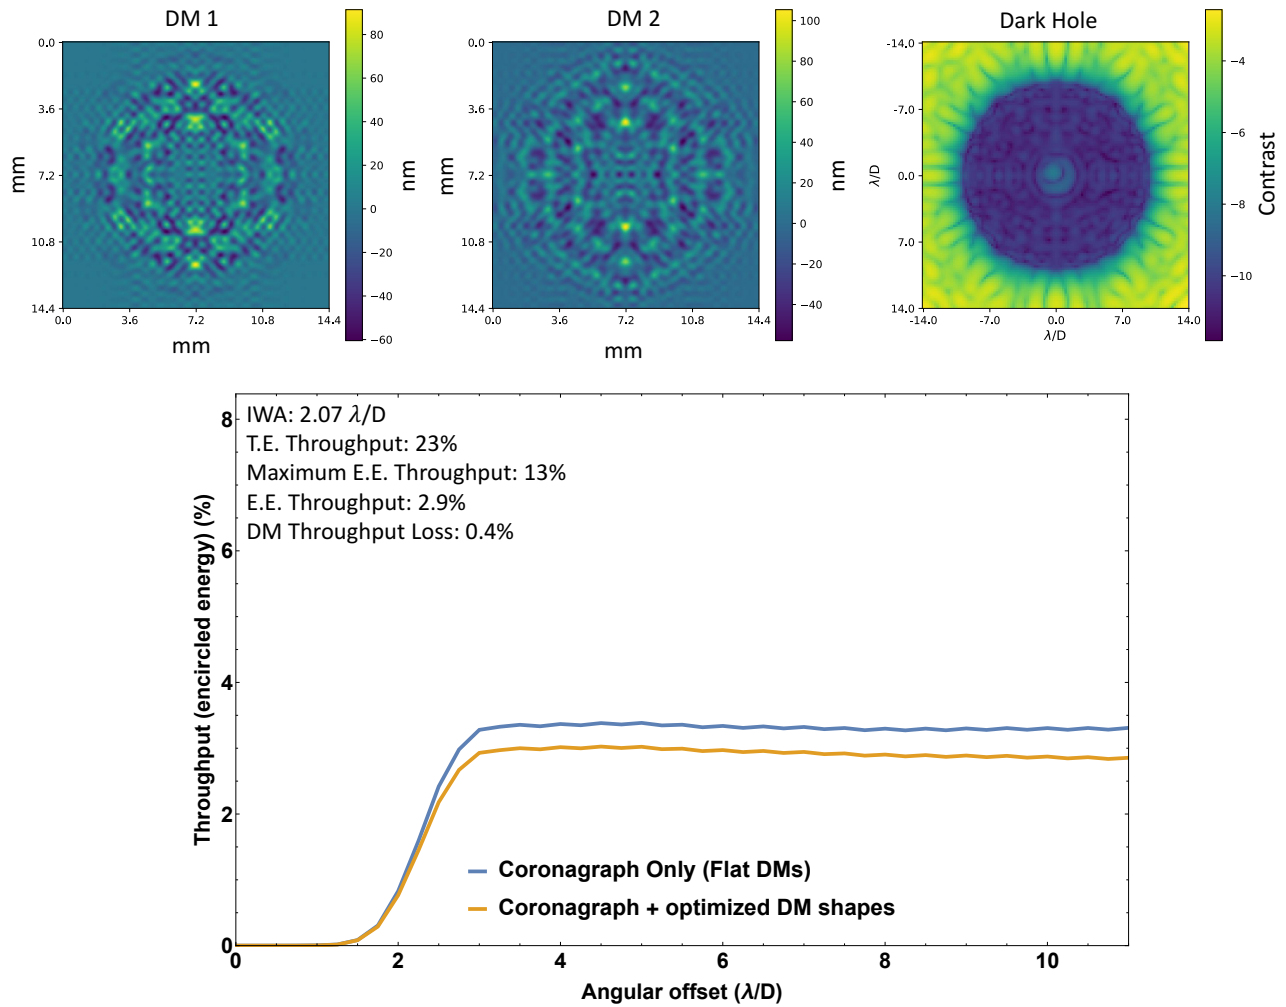 DM 1
DM 2
Dark Hole
0.0
3.6
7.2
10.8
14.4
mm
0.0
3.6
7.2
10.8
14.4
mm
80
60
40
20
0
−20
−40
−60
nm
0.0
3.6
7.2
10.8
14.4
mm
0.0
3.6
7.2
10.8
14.4
mm
100
80
60
40
20
0
−20
−40
nm
-14.0
-7.0
0.0
7.0
14.0
λ/D
-14.0
-7.0
0.0
7.0
14.0
λ/D
−4
−6
−8
−10
Contrast
IWA: 2.07 λ/D
T.E. Throughput: 23%
Maximum E.E. Throughput: 13%
E.E. Throughput: 2.9%
DM Throughput Loss: 0.4%
Throughput (encircled energy) (%)
8
6
4
2
0
Coronagraph Only (Flat DMs)
Coronagraph + optimized DM shapes
0
2
4
6
8
10
Angular offset (λ/D)